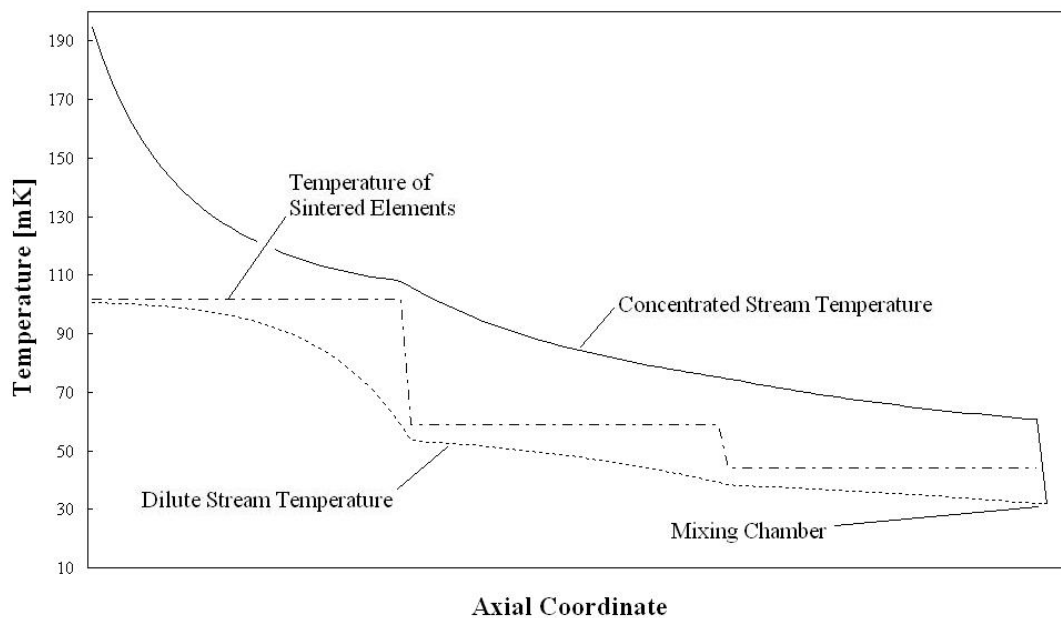 190
170
150
130
110
90
70
50
30
10
Temperature [mK]
Temperature of
Sintered Elements
Concentrated Stream Temperature
Dilute Stream Temperature
Mixing Chamber
Axial Coordinate